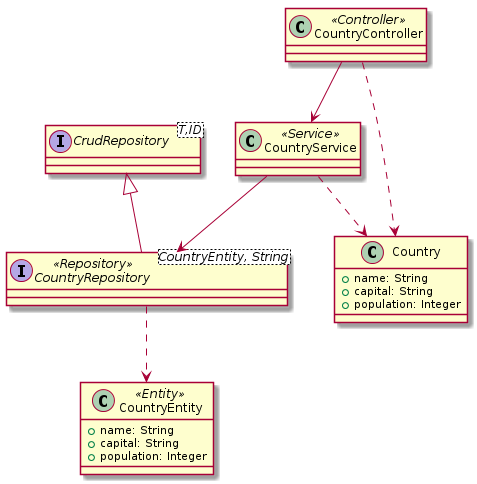 C
«Controller»
CountryController
I
CrudRepository
T,ID
C
«Service»
CountryService
I
«Repository»
CountryRepository
CountryEntity, String
C
Country
name: String
capital: String
population: Integer
C
«Entity»
CountryEntity
name: String
capital: String
population: Integer